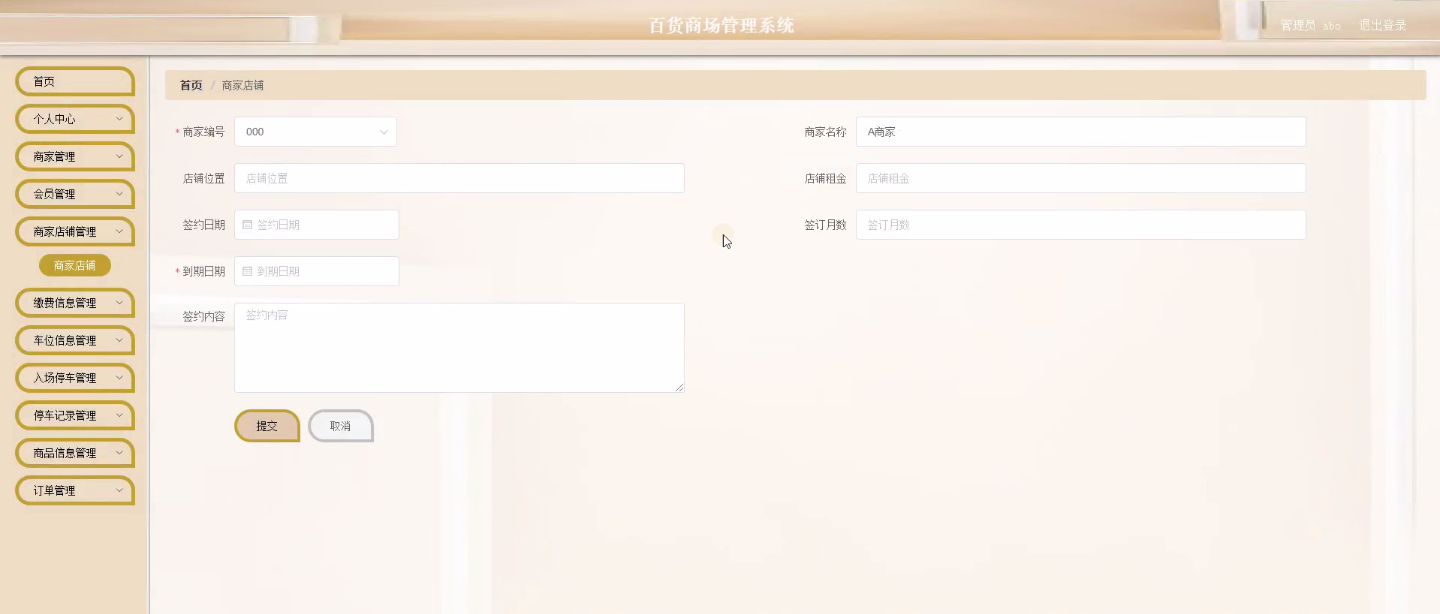 百货商场管理系统
管理员 abo 退出登录
首页
个人中心
商家管理
会员管理
商家店铺管理
商家店铺
缴费信息管理
车位信息管理
入场停车管理
停车记录管理
商品信息管理
订单管理
首页 / 商家店铺
* 商家编号 000
商家名称 A商家
店铺位置 店铺位置
店铺租金 店铺租金
签约日期 签约日期
签订月数 签订月数
* 到期日期 到期日期
签约内容 签约内容
提交 取消